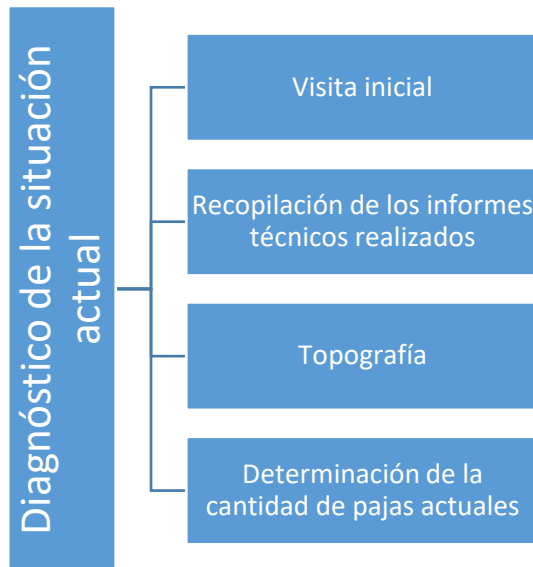 Diagnóstico de la situación
actual
Visita inicial
Recopilación de los informes
técnicos realizados
Topografía
Determinación de la
cantidad de pajas actuales